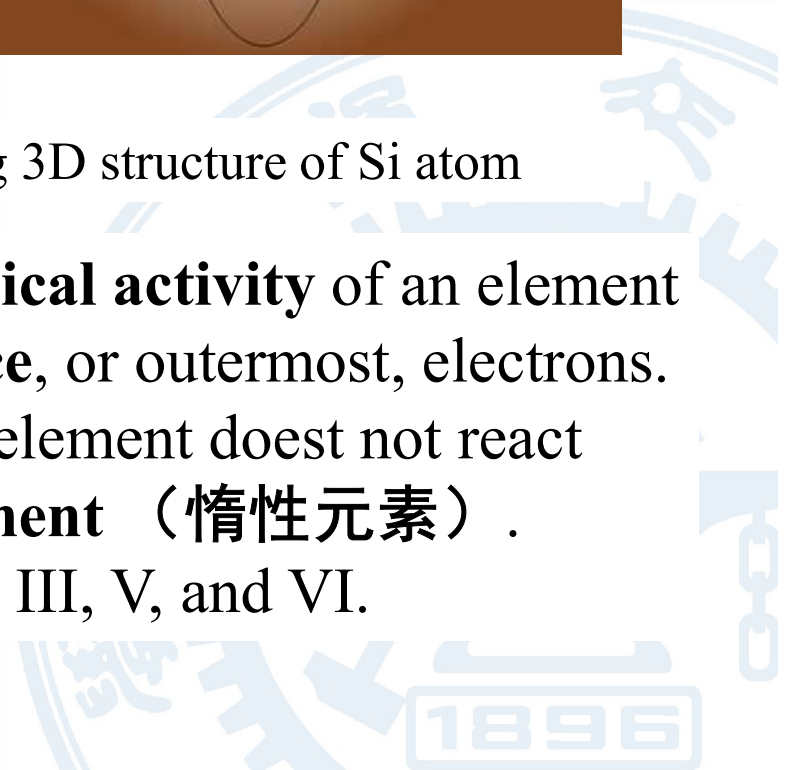 g 3D structure of Si atom
ical activity of an element
ce, or outermost, electrons.
element doest not react
nent （惰性元素）.
III, V, and VI.
1896